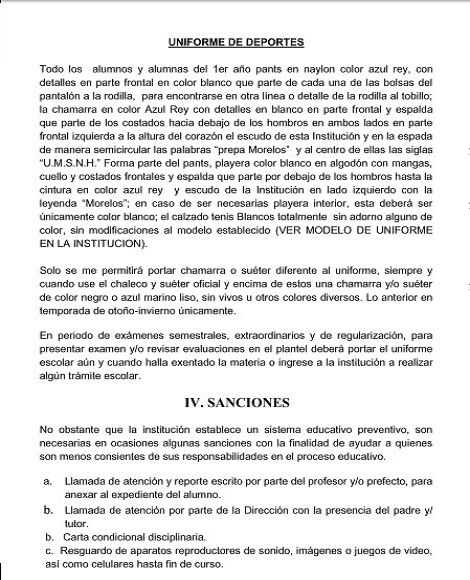 UNIFORME DE DEPORTES
Todo los alumnos y alumnas del 1er año pants en naylon color azul rey, con
detalles en parte frontal en color blanco que parte de cada una de las bolsas del
pantalón a la rodilla, para encontrarse en otra línea o detalle de la rodilla al tobillo;
la chamarra en color Azul Rey con detalles en blanco en parte frontal y espalda
que parte de los costados hacia debajo de los hombros en ambos lados en parte
frontal izquierda a la altura del corazón el escudo de esta Institución y en la espada
de manera semicircular las palabras “prepa Morelos” y al centro de ellas las siglas
“U.M.S.N.H.” Forma parte del pants, playera color blanco en algodón con mangas,
cuello y costados frontales y espalda que parte por debajo de los hombros hasta la
cintura en color azul rey y escudo de la Institución en lado izquierdo con la
leyenda “Morelos”; en caso de ser necesarias playera interior, esta deberá ser
únicamente color blanco; el calzado tenis Blancos totalmente sin adorno alguno de
color, sin modificaciones al modelo establecido (VER MODELO DE UNIFORME
EN LA INSTITUCION).
Solo se me permitirá portar chamarra o suéter diferente al uniforme, siempre y
cuando use el chaleco y suéter oficial y encima de estos una chamarra y/o suéter
de color negro o azul marino liso, sin vivos u otros colores diversos. Lo anterior en
temporada de otoño-invierno únicamente.
En periodo de exámenes semestrales, extraordinarios y de regularización, para
presentar examen y/o revisar evaluaciones en el plantel deberá portar el uniforme
escolar aún y cuando halla exentado la materia o ingrese a la institución a realizar
algún trámite escolar.
IV. SANCIONES
No obstante que la institución establece un sistema educativo preventivo, son
necesarias en ocasiones algunas sanciones con la finalidad de ayudar a quienes
son menos consientes de sus responsabilidades en el proceso educativo.
a. Llamada de atención y reporte escrito por parte del profesor y/o prefecto, para
anexar al expediente del alumno.
b. Llamada de atención por parte de la Dirección con la presencia del padre y/
tutor.
b. Carta condicional disciplinaria.
c. Resguardo de aparatos reproductores de sonido, imágenes o juegos de video,
así como celulares hasta fin de curso.